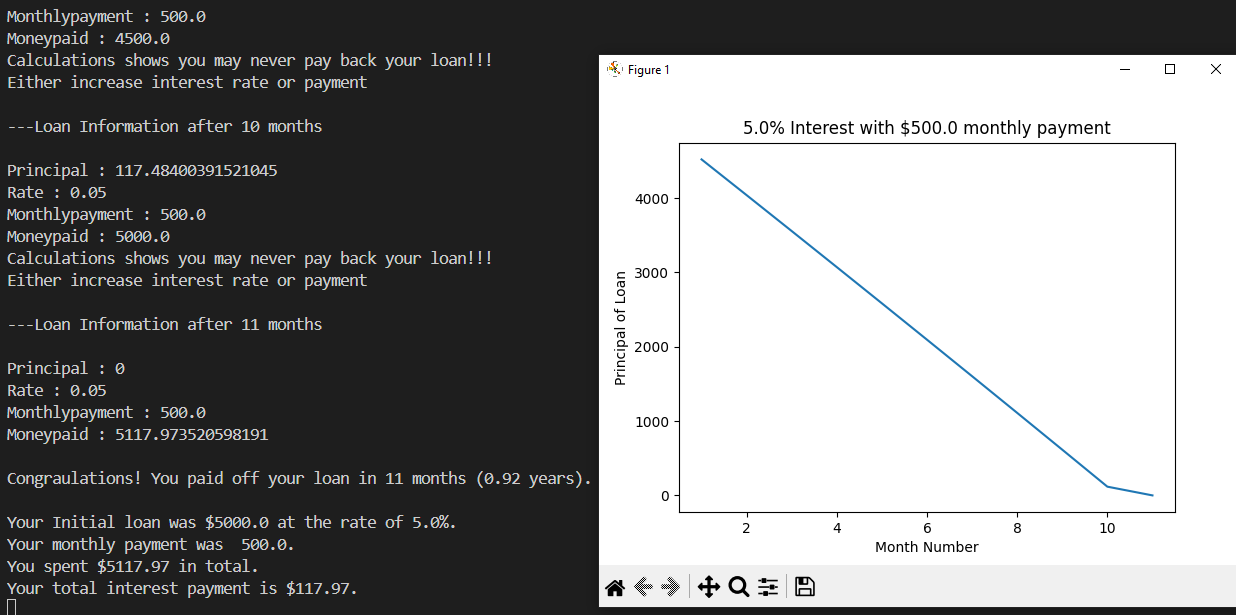 Monthlypayment : 500.0
Moneypaid : 4500.0
Calculations shows you may never pay back your loan!!!
Either increase interest rate or payment
---Loan Information after 10 months
Principal : 117.48400391521045
Rate : 0.05
Monthlypayment : 500.0
Moneypaid : 5000.0
Calculations shows you may never pay back your loan!!!
Either increase interest rate or payment
---Loan Information after 11 months
Principal : 0
Rate : 0.05
Monthlypayment : 500.0
Moneypaid : 5117.973520598191
Congraulations! You paid off your loan in 11 months (0.92 years).
Your Initial loan was $5000.0 at the rate of 5.0%.
Your monthly payment was  500.0.
You spent $5117.97 in total.
Your total interest payment is $117.97.
Figure 1
5.0% Interest with $500.0 monthly payment
Principal of Loan
4000
3000
2000
1000
0
2 4 6 8 10
Month Number